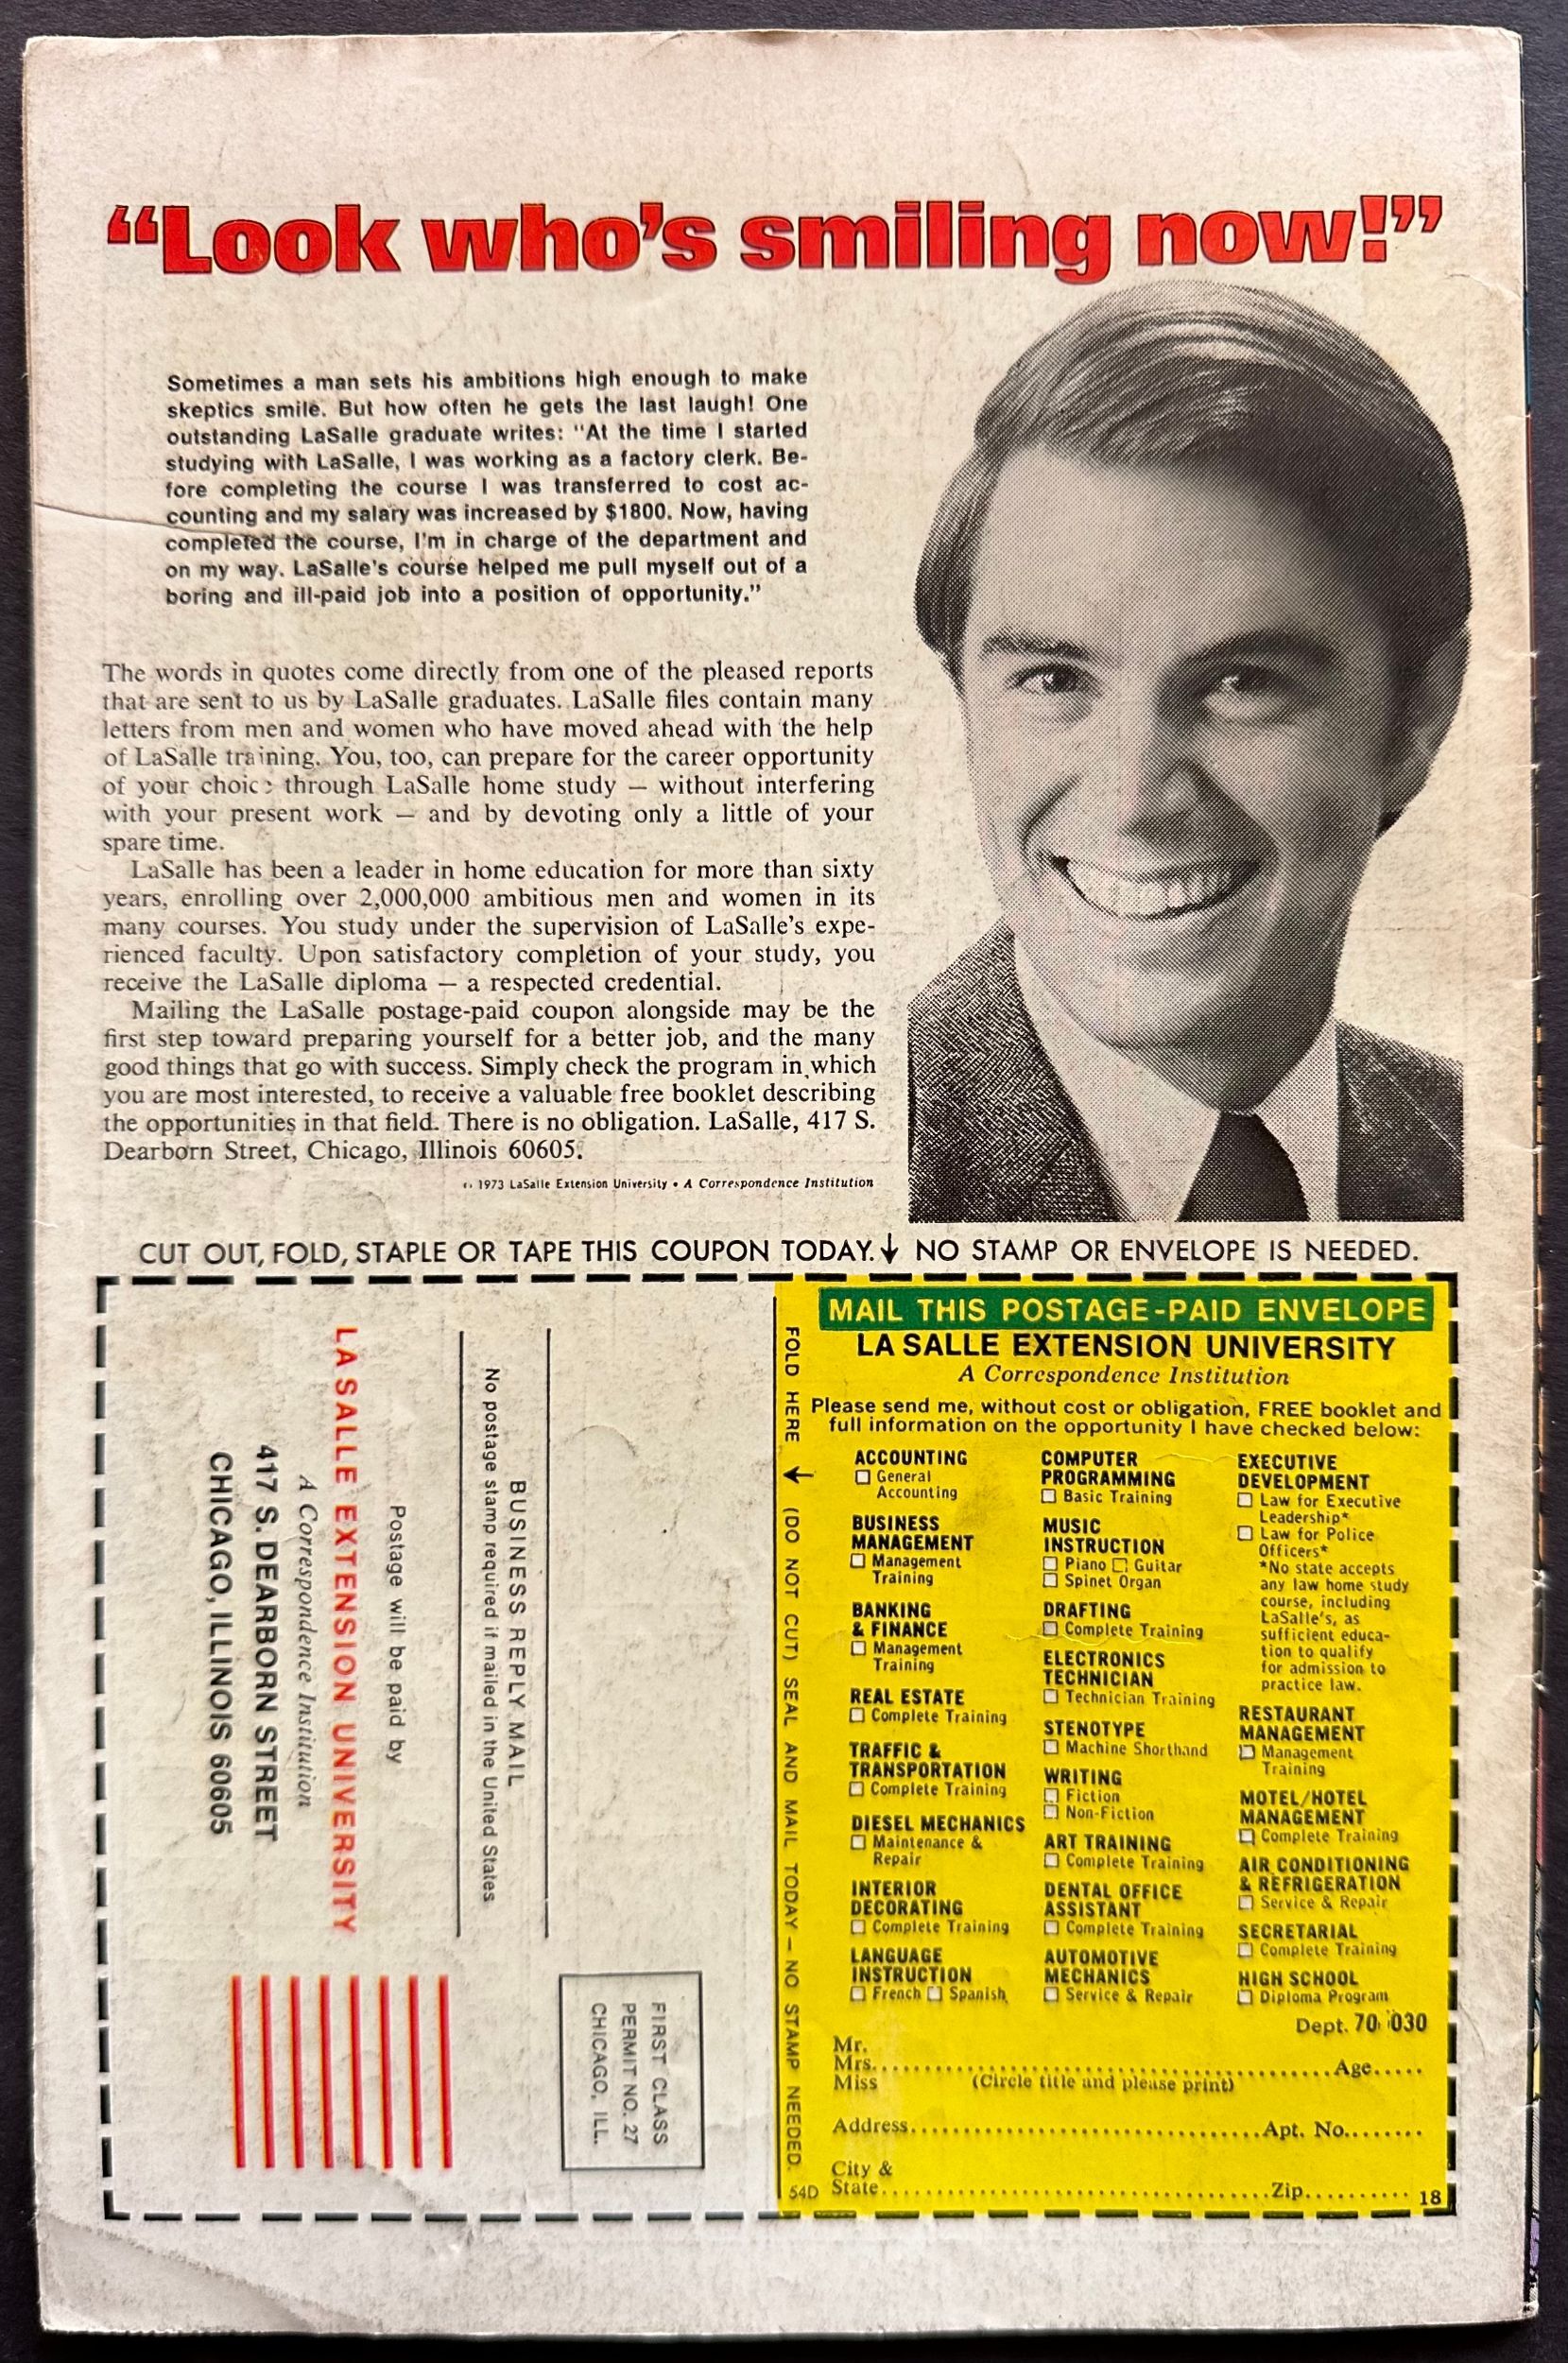 “Look who’s smiling now!”
Sometimes a man sets his ambitions high enough to make
skeptics smile. But how often he gets the last laugh! One
outstanding LaSalle graduate writes: “At the time I started
studying with LaSalle, I was working as a factory clerk. Be-
fore completing the course I was transferred to cost ac-
counting and my salary was increased by $1800. Now, having
completed the course, I'm in charge of the department and
on my way. LaSalle's course helped me pull myself out of a
boring and ill-paid job into a position of opportunity.”
The words in quotes come directly from one of the pleased reports
that are sent to us by LaSalle graduates. LaSalle files contain many
letters from men and women who have moved ahead with the help
of LaSalle training. You, too, can prepare for the career opportunity
of your choice through LaSalle home study — without interfering
with your present work — and by devoting only a little of your
spare time.
LaSalle has been a leader in home education for more than sixty
years, enrolling over 2,000,000 ambitious men and women in its
many courses. You study under the supervision of LaSalle's expe-
rienced faculty. Upon satisfactory completion of your study, you
receive the LaSalle diploma — a respected credential.
Mailing the LaSalle postage-paid coupon alongside may be the
first step toward preparing yourself for a better job, and the many
good things that go with success. Simply check the program in which
you are most interested, to receive a valuable free booklet describing
the opportunities in that field. There is no obligation. LaSalle, 417 S.
Dearborn Street, Chicago, Illinois 60605.
© 1973 LaSalle Extension University • A Correspondence Institution
CUT OUT, FOLD, STAPLE OR TAPE THIS COUPON TODAY.↓ NO STAMP OR ENVELOPE IS NEEDED.
FIRST CLASS
PERMIT NO. 27
CHICAGO, ILL.
BUSINESS REPLY MAIL
No postage stamp required if mailed in the United States
Postage will be paid by
LASALLE EXTENSION UNIVERSITY
A Correspondence Institution
417 S. DEARBORN STREET
CHICAGO, ILLINOIS 60605
FOLD HERE ↓ (DO NOT CUT) SEAL AND MAIL TODAY — NO STAMP NEEDED.
54D
MAIL THIS POSTAGE-PAID ENVELOPE
LA SALLE EXTENSION UNIVERSITY
A Correspondence Institution
Please send me, without cost or obligation, FREE booklet and
full information on the opportunity I have checked below:
ACCOUNTING
☐ General
Accounting
BUSINESS
MANAGEMENT
☐ Management
Training
BANKING
& FINANCE
☐ Management
Training
REAL ESTATE
☐ Complete Training
TRAFFIC &
TRANSPORTATION
☐ Complete Training
DIESEL MECHANICS
☐ Maintenance &
Repair
INTERIOR
DECORATING
☐ Complete Training
LANGUAGE
INSTRUCTION
☐ French ☐ Spanish
COMPUTER
PROGRAMMING
☐ Basic Training
MUSIC
INSTRUCTION
☐ Piano ☐ Guitar
☐ Spinet Organ
DRAFTING
☐ Complete Training
ELECTRONICS
TECHNICIAN
☐ Technician Training
STENOTYPE
☐ Machine Shorthand
WRITING
☐ Fiction
☐ Non-Fiction
ART TRAINING
☐ Complete Training
DENTAL OFFICE
ASSISTANT
☐ Complete Training
AUTOMOTIVE
MECHANICS
☐ Service & Repair
EXECUTIVE
DEVELOPMENT
☐ Law for Executive
Leadership*
☐ Law for Police
Officers*
*No state accepts
any law home study
course, including
LaSalle's, as
sufficient educa-
tion to qualify
for admission to
practice law.
RESTAURANT
MANAGEMENT
☐ Management
Training
MOTEL/HOTEL
MANAGEMENT
☐ Complete Training
AIR CONDITIONING
& REFRIGERATION
☐ Service & Repair
SECRETARIAL
☐ Complete Training
HIGH SCHOOL
☐ Diploma Program
Dept. 70-030
Mr.
Mrs. Age
Miss (Circle title and please print)
Address Apt. No.
City &
State Zip
18